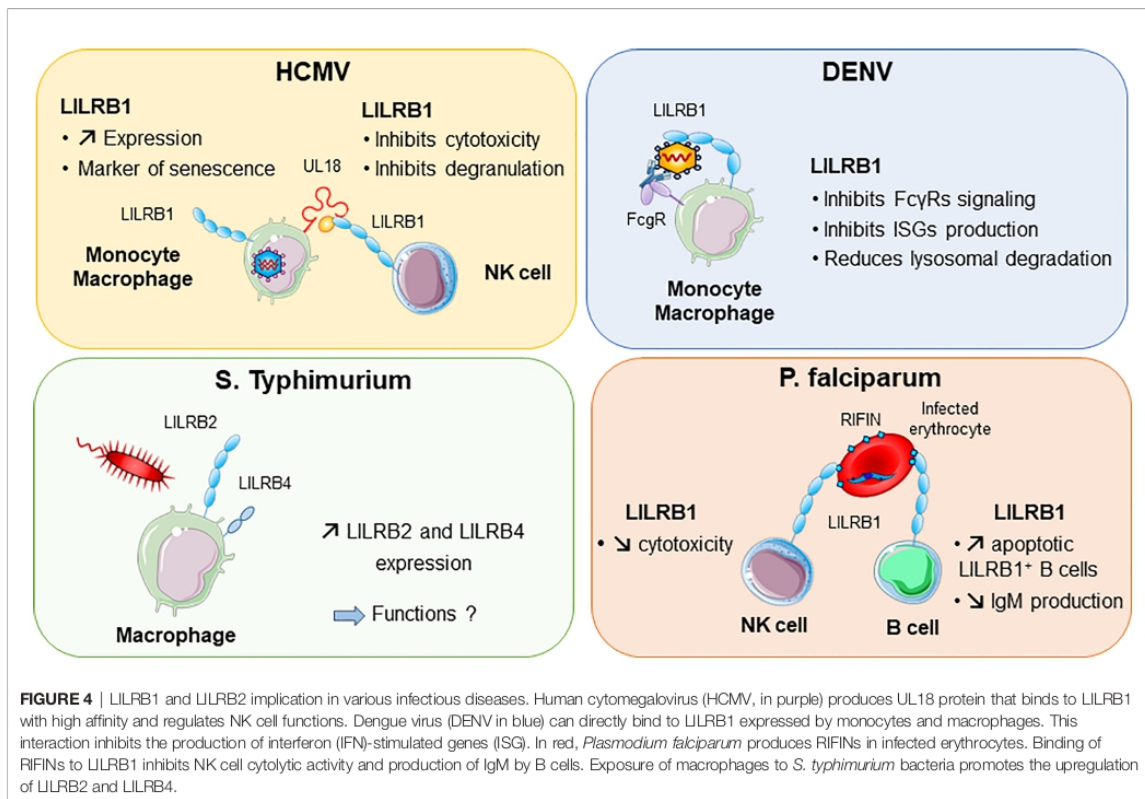 HCMV
LILRB1
• ↗ Expression
• Marker of senescence
LILRB1
• Inhibits cytotoxicity
• Inhibits degranulation
UL18
LILRB1
LILRB1
Monocyte
Macrophage
NK cell
DENV
LILRB1
FcgR
LILRB1
• Inhibits FcγRs signaling
• Inhibits ISGs production
• Reduces lysosomal degradation
Monocyte
Macrophage
S. Typhimurium
LILRB2
LILRB4
↗ LILRB2 and LILRB4
expression
⇨ Functions ?
Macrophage
P. falciparum
RIFIN
Infected
erythrocyte
LILRB1
• ↘ cytotoxicity
LILRB1
LILRB1
• ↗ apoptotic
LILRB1⁺ B cells
• ↘ IgM production
NK cell
B cell
FIGURE 4 | LILRB1 and LILRB2 implication in various infectious diseases. Human cytomegalovirus (HCMV, in purple) produces UL18 protein that binds to LILRB1
with high affinity and regulates NK cell functions. Dengue virus (DENV in blue) can directly bind to LILRB1 expressed by monocytes and macrophages. This
interaction inhibits the production of interferon (IFN)-stimulated genes (ISG). In red, Plasmodium falciparum produces RIFINs in infected erythrocytes. Binding of
RIFINs to LILRB1 inhibits NK cell cytolytic activity and production of IgM by B cells. Exposure of macrophages to S. typhimurium bacteria promotes the upregulation
of LILRB2 and LILRB4.